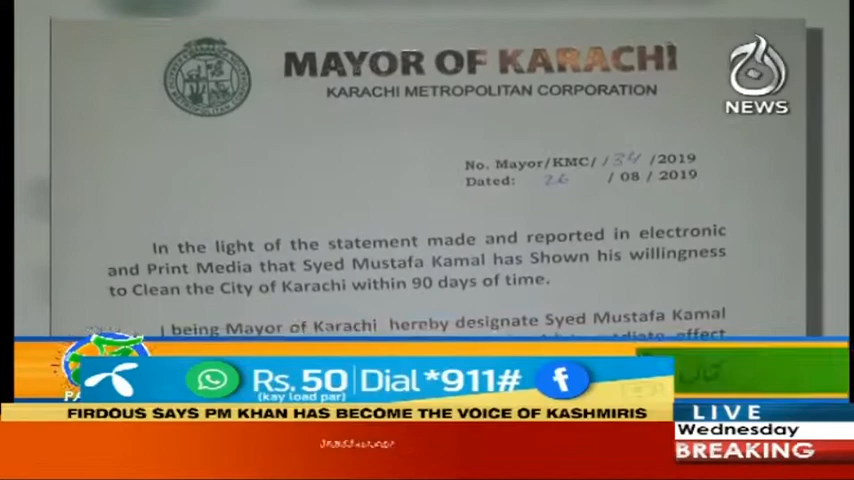 MAYOR OF KARACHI
KARACHI METROPOLITAN CORPORATION
NEWS
No. Mayor/KMC/ /34 /2019
Dated: 26 / 08 / 2019
In the light of the statement made and reported in electronic
and Print Media that Syed Mustafa Kamal has Shown his willingness
to Clean the City of Karachi within 90 days of time.
I being Mayor of Karachi hereby designate Syed Mustafa Kamal
effect
PA
Rs.50 Dial*911#
(kay load par)
FIRDOUS SAYS PM KHAN HAS BECOME THE VOICE OF KASHMIRIS
LIVE
Wednesday
BREAKING